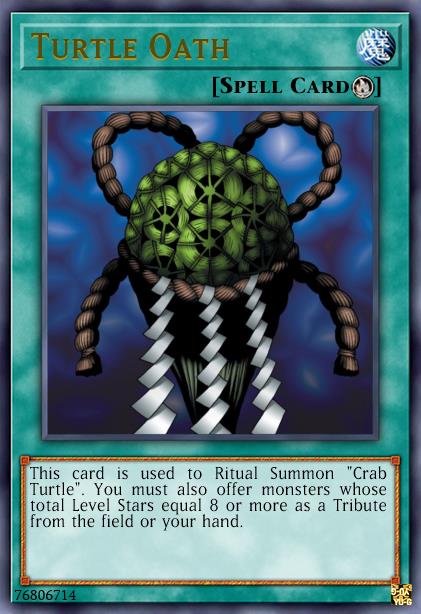 Turtle Oath
魔
[Spell Card]
This card is used to Ritual Summon "Crab
Turtle". You must also offer monsters whose
total Level Stars equal 8 or more as a Tribute
from the field or your hand.
76806714